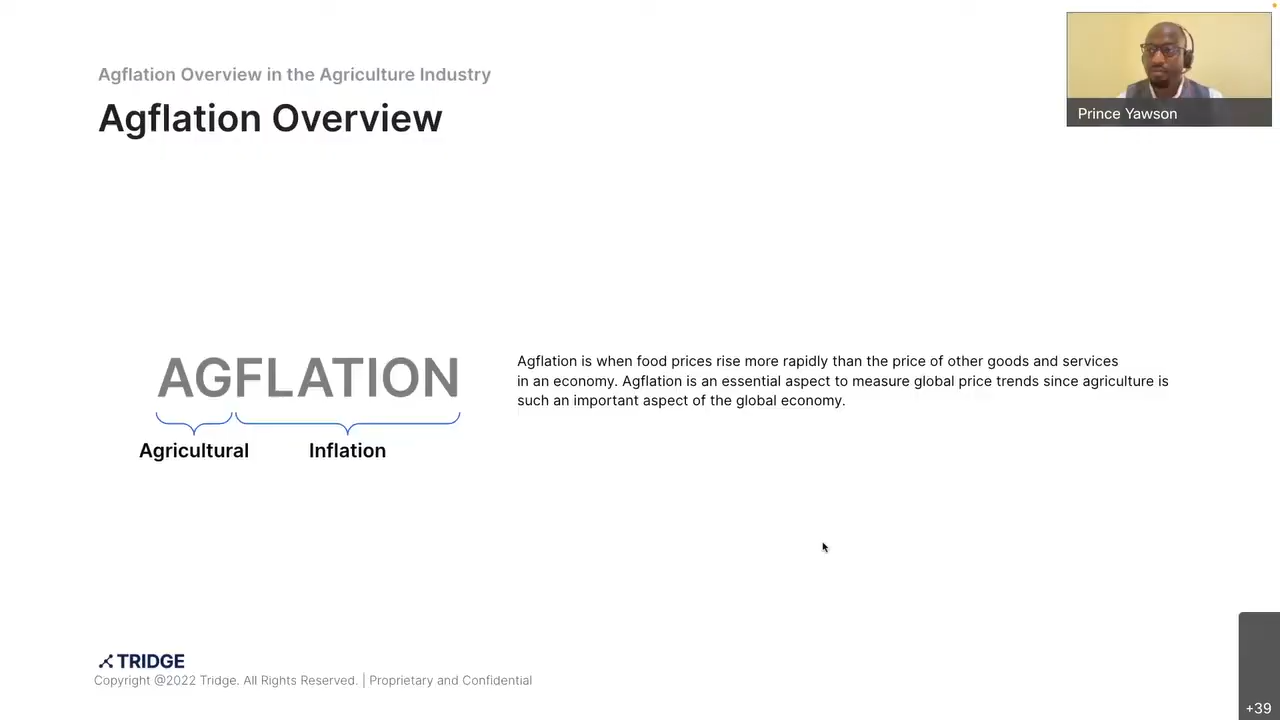 Agflation Overview in the Agriculture Industry
Agflation Overview
Prince Yawson
AGFLATION
Agricultural
Inflation
Agflation is when food prices rise more rapidly than the price of other goods and services
in an economy. Agflation is an essential aspect to measure global price trends since agriculture is
such an important aspect of the global economy.
TRIDGE
Copyright @2022 Tridge. All Rights Reserved. | Proprietary and Confidential
+39